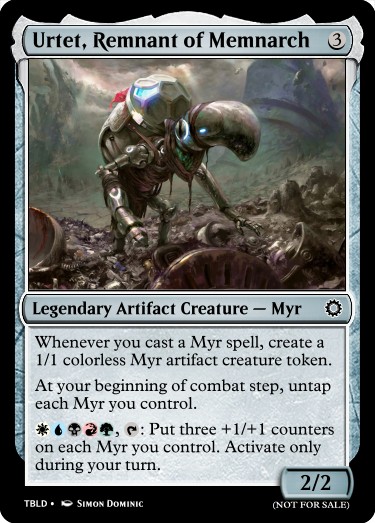 Urtet, Remnant of Memnarch 3
Legendary Artifact Creature — Myr
Whenever you cast a Myr spell, create a
1/1 colorless Myr artifact creature token.
At your beginning of combat step, untap
each Myr you control.
, : Put three +1/+1 counters
on each Myr you control. Activate only
during your turn.
2/2
TBLD • Simon Dominic
(NOT FOR SALE)